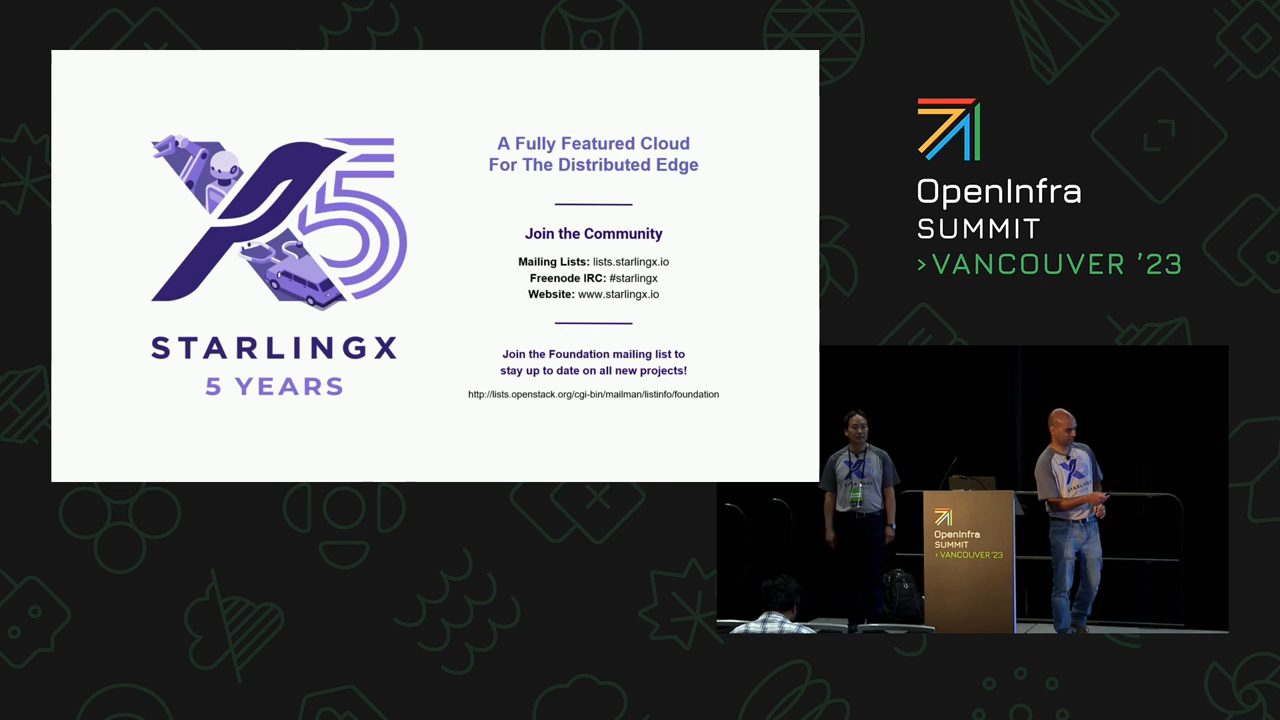 STARLINGX
5 YEARS
A Fully Featured Cloud
For The Distributed Edge
Join the Community
Mailing Lists: lists.starlingx.io
Freenode IRC: #starlingx
Website: www.starlingx.io
Join the Foundation mailing list to
stay up to date on all new projects!
http://lists.openstack.org/cgi-bin/mailman/listinfo/foundation
OpenInfra
SUMMIT
>VANCOUVER '23
OpenInfra
SUMMIT
> VANCOUVER '23